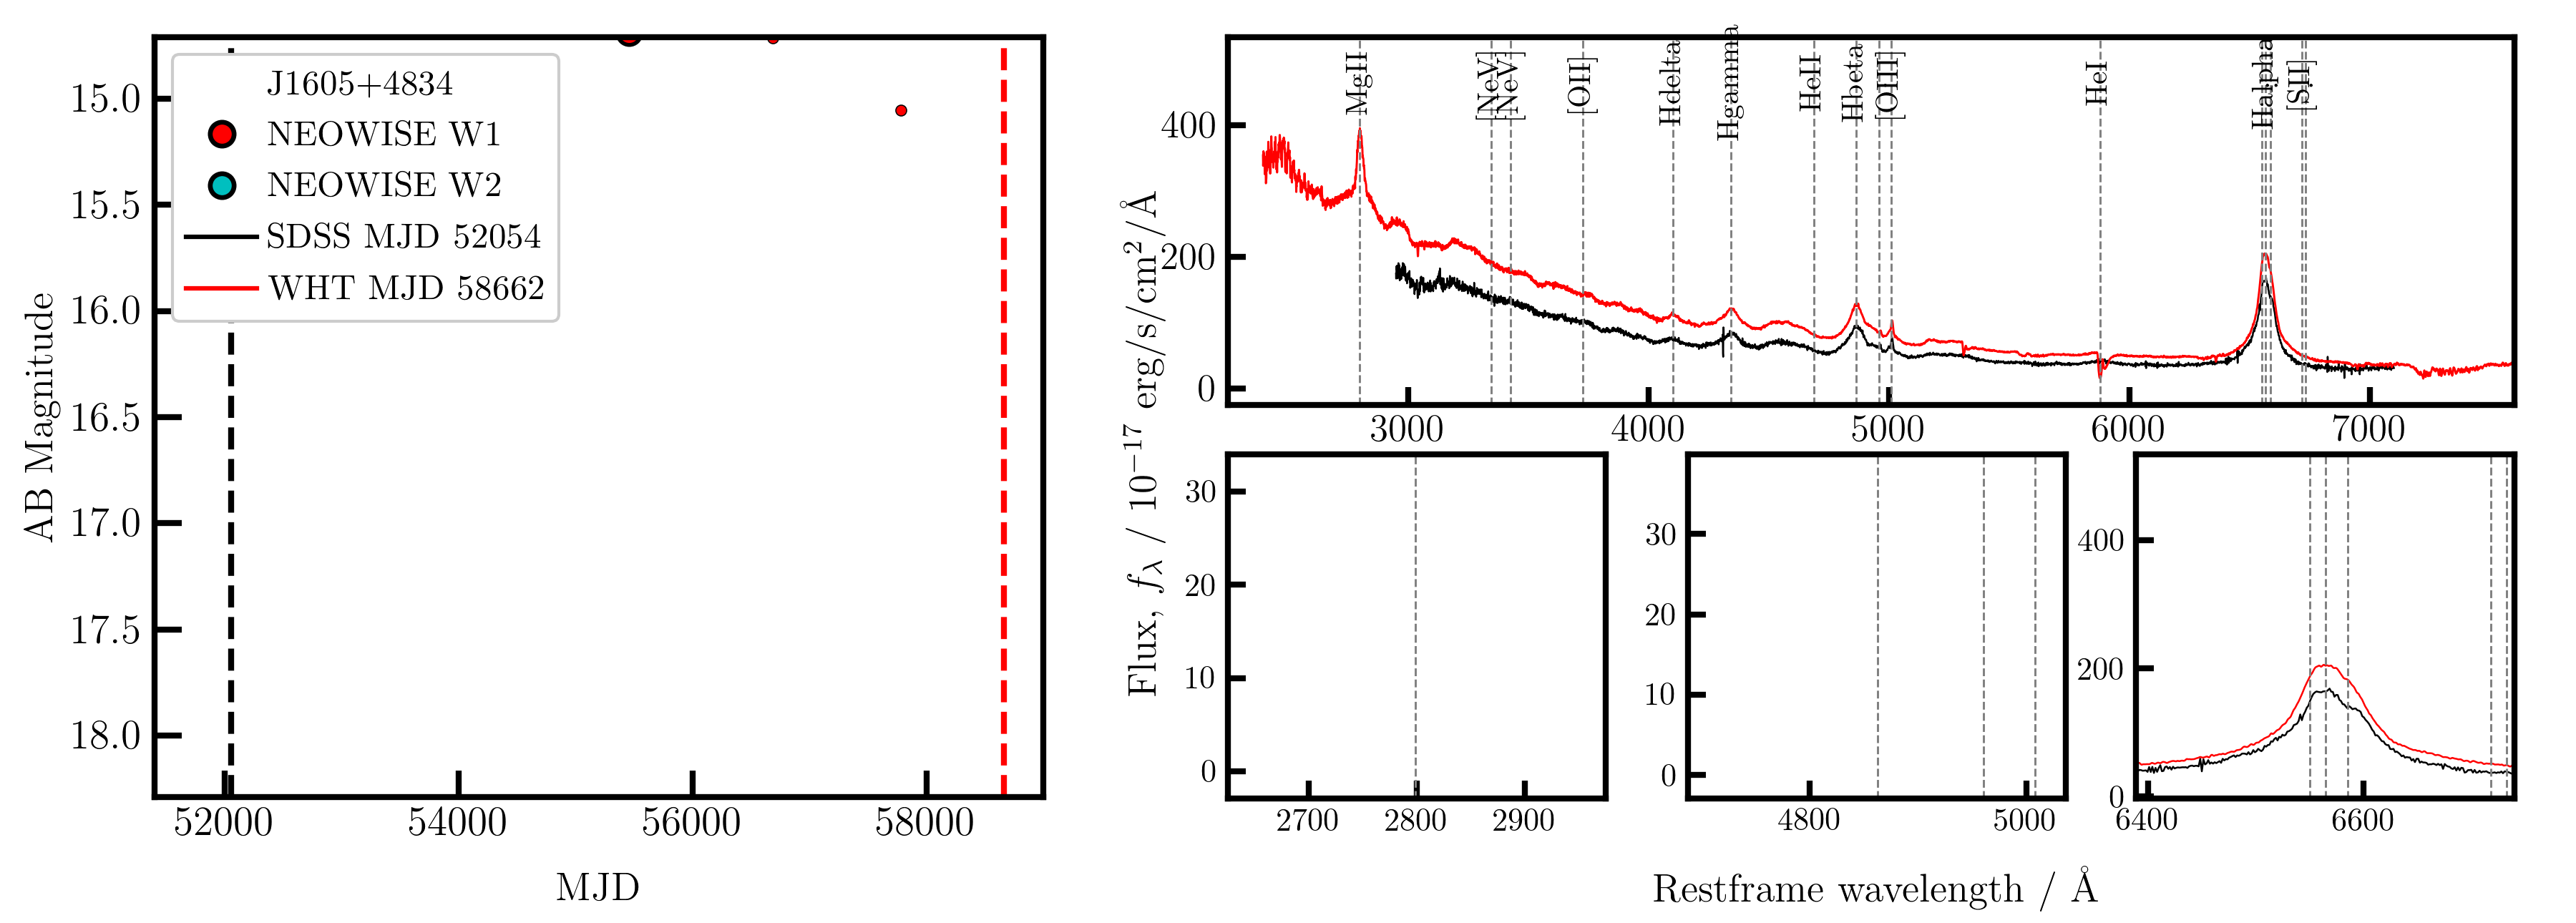 J1605+4834
NEOWISE W1
NEOWISE W2
SDSS MJD 52054
WHT MJD 58662
AB Magnitude
15.0
15.5
16.0
16.5
17.0
17.5
18.0
52000 54000 56000 58000
MJD
MgII
[NeV]
[NeV]
[OII]
Hdelta
Hgamma
HeII
Hbeta
[OIII]
HeI
Halpha
[SII]
400
200
0
3000 4000 5000 6000 7000
Flux, fλ / 10⁻¹⁷ erg/s/cm²/Å
30
20
10
0
2700 2800 2900
30
20
10
0
4800 5000
400
200
0
6400 6600
Restframe wavelength / Å